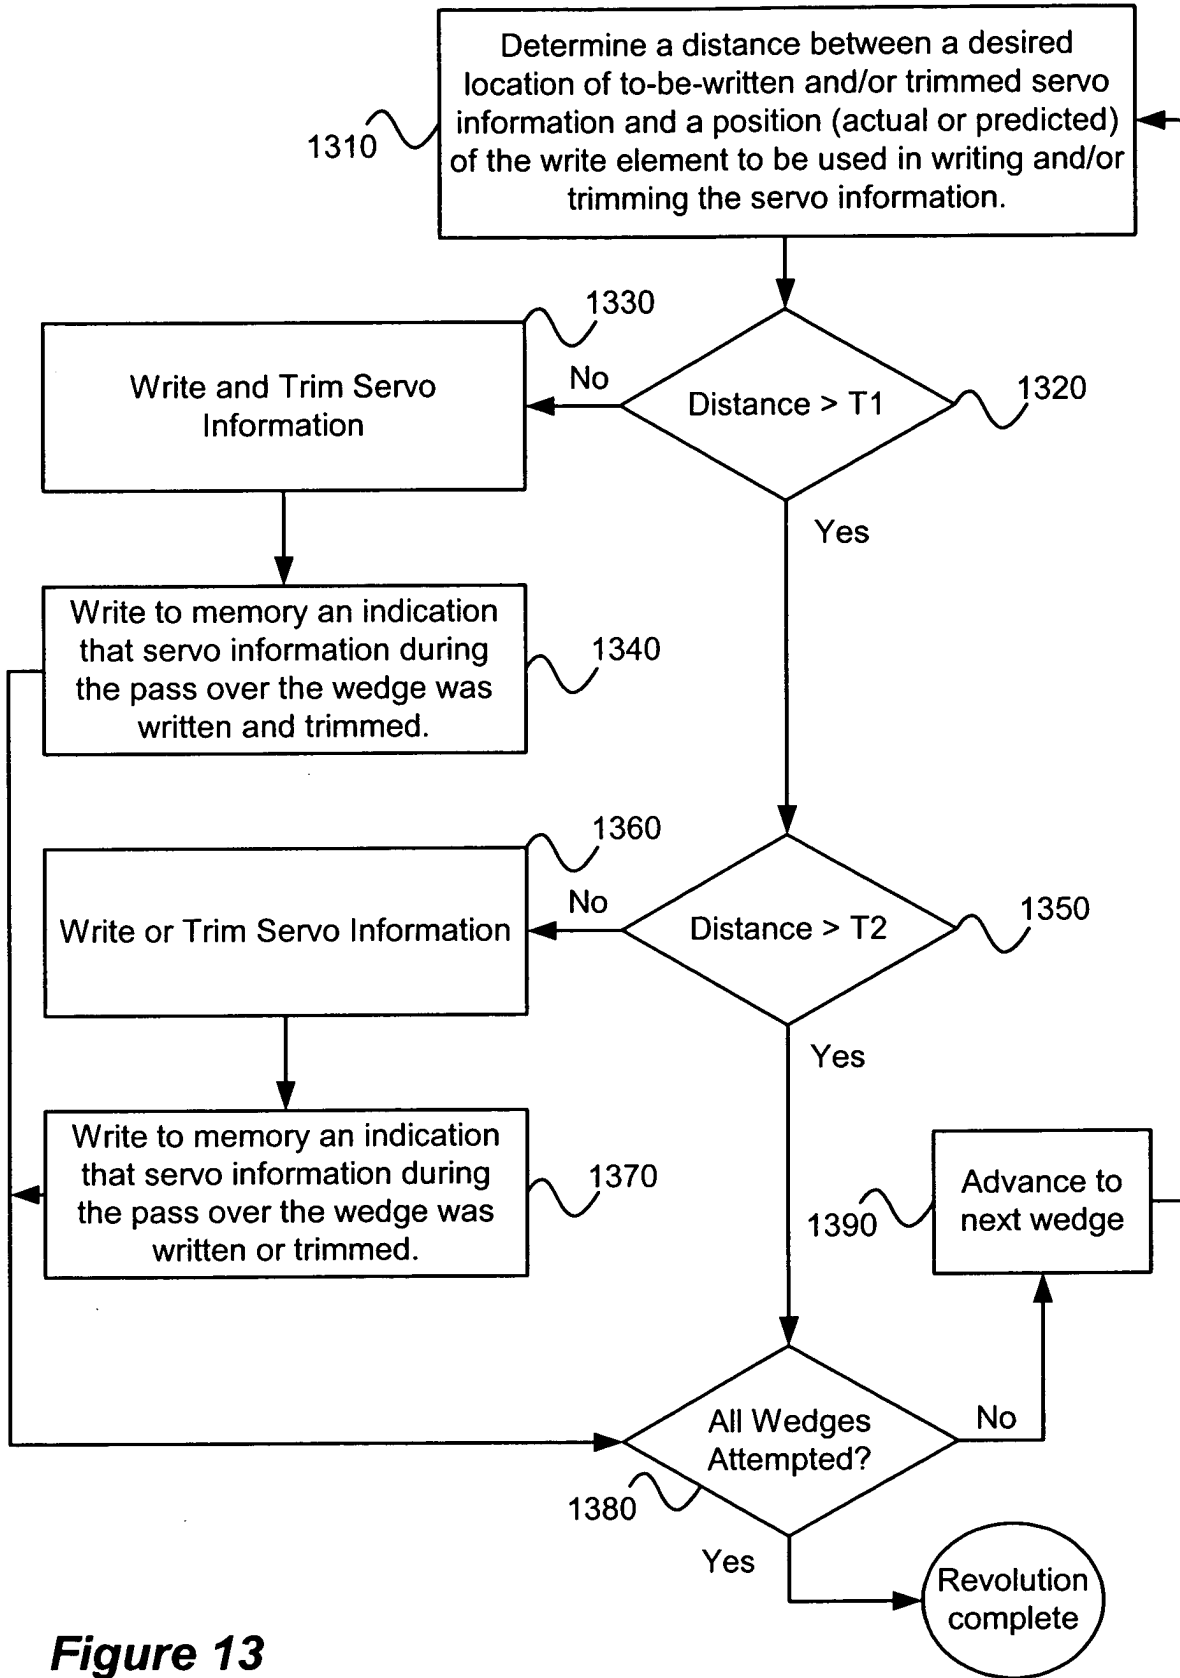 Determine a distance between a desired
location of to-be-written and/or trimmed servo
information and a position (actual or predicted)
of the write element to be used in writing and/or
trimming the servo information.
1310
1330
Write and Trim Servo
Information
No
Distance > T1
1320
Yes
Write to memory an indication
that servo information during
the pass over the wedge was
written and trimmed.
1340
1360
Write or Trim Servo Information
No
Distance > T2
1350
Yes
Write to memory an indication
that servo information during
the pass over the wedge was
written or trimmed.
1370
Advance to
next wedge
1390
All Wedges
Attempted?
No
1380
Yes
Revolution
complete
Figure 13